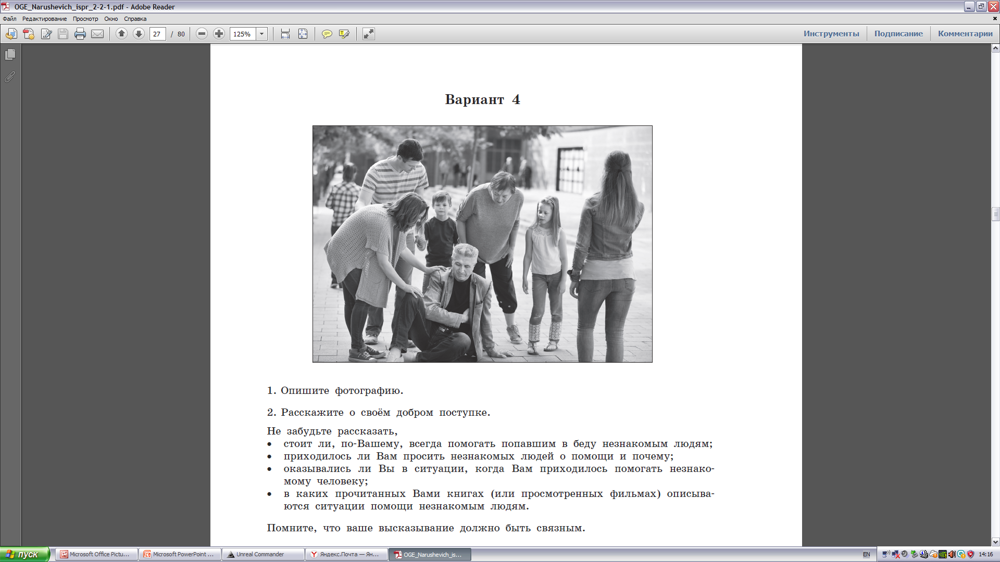 OGE_Narushevich_ispr_2-2-1.pdf - Adobe Reader
Файл Редактирование Просмотр Окно Справка
27 / 80 125% Инструменты Подписание Комментарии
Вариант 4
1. Опишите фотографию.
2. Расскажите о своём добром поступке.
Не забудьте рассказать,
• стоит ли, по-Вашему, всегда помогать попавшим в беду незнакомым людям;
• приходилось ли Вам просить незнакомых людей о помощи и почему;
• оказывались ли Вы в ситуации, когда Вам приходилось помогать незнако-
мому человеку;
• в каких прочитанных Вами книгах (или просмотренных фильмах) описыва-
ются ситуации помощи незнакомым людям.
Помните, что ваше высказывание должно быть связным.
пуск Microsoft Office Pictu... Microsoft PowerPoint ... Unreal Commander Яндекс.Почта — Ян... OGE_Narushevich_is... EN 14:16